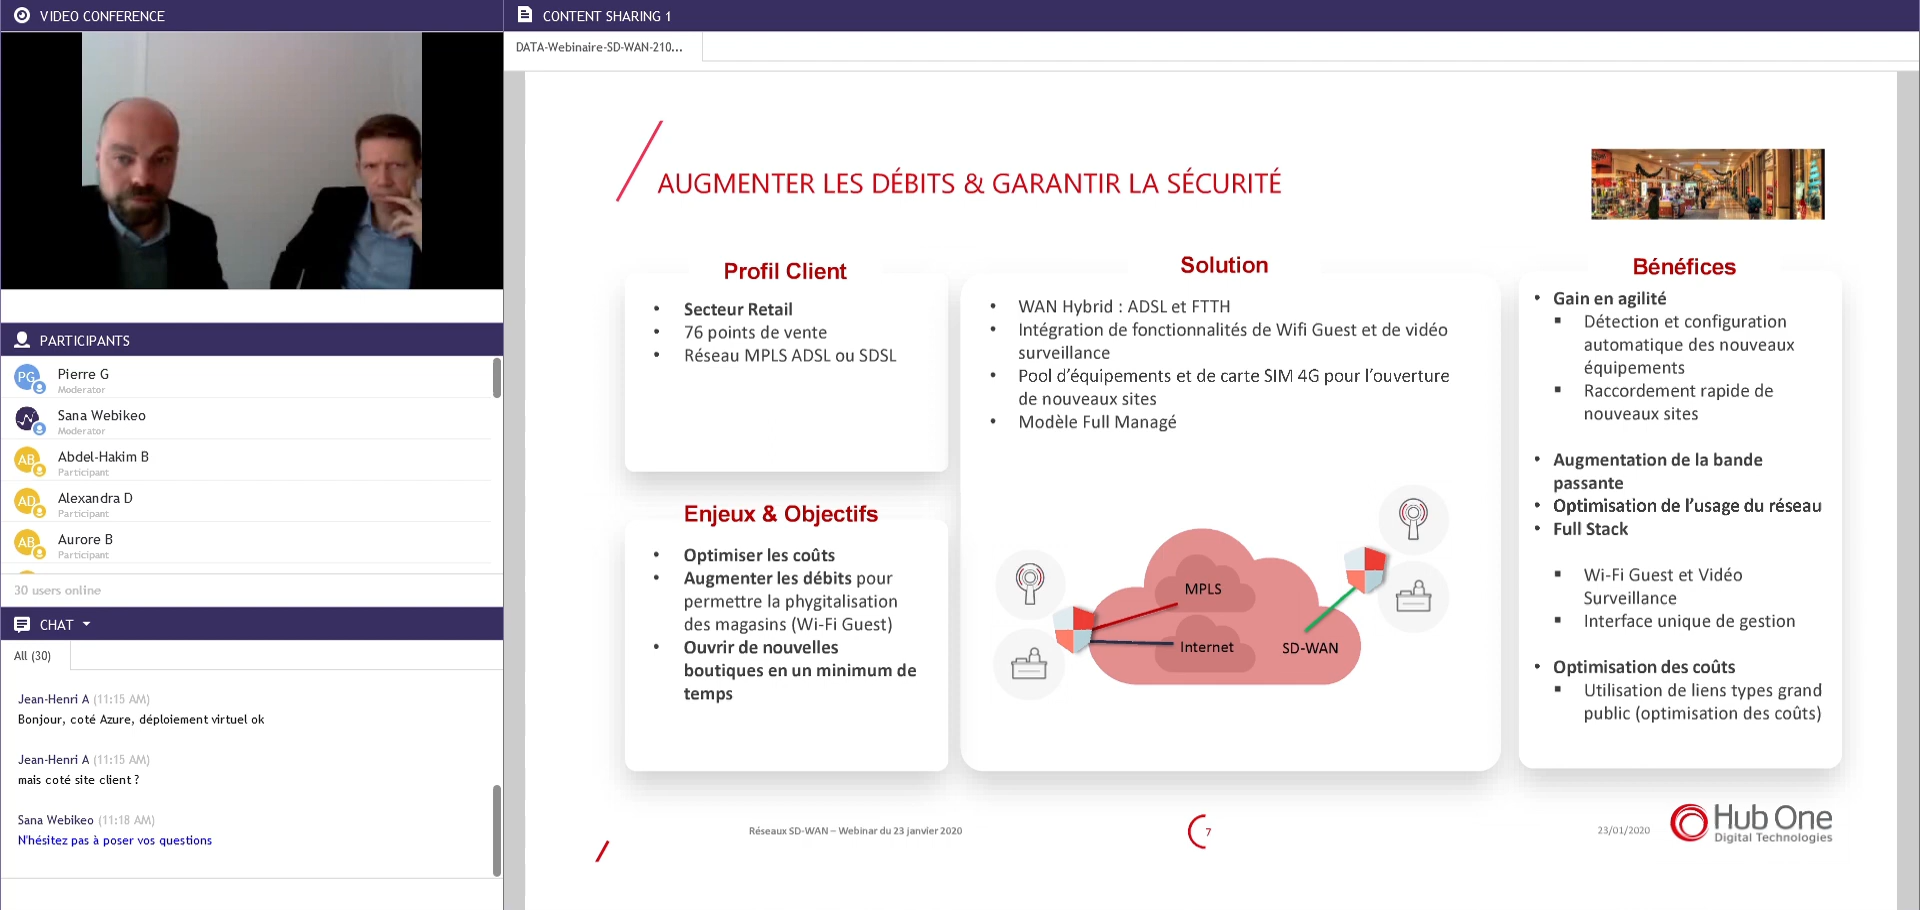 VIDEO CONFERENCE
PARTICIPANTS
PG
Pierre G
Moderator
Sana Webikeo
Moderator
AB
Abdel-Hakim B
Participant
AD
Alexandra D
Participant
AB
Aurore B
Participant
30 users online
CHAT
All (30)
Jean-Henri A (11:15 AM)
Bonjour, coté Azure, déploiement virtuel ok
Jean-Henri A (11:15 AM)
mais coté site client ?
Sana Webikeo (11:18 AM)
N'hésitez pas à poser vos questions
CONTENT SHARING 1
DATA-Webinaire-SD-WAN-210...
AUGMENTER LES DÉBITS & GARANTIR LA SÉCURITÉ
Profil Client
• Secteur Retail
• 76 points de vente
• Réseau MPLS ADSL ou SDSL
Enjeux & Objectifs
• Optimiser les coûts
• Augmenter les débits pour
permettre la phygitalisation
des magasins (Wi-Fi Guest)
• Ouvrir de nouvelles
boutiques en un minimum de
temps
Solution
• WAN Hybrid : ADSL et FTTH
• Intégration de fonctionnalités de Wifi Guest et de vidéo
surveillance
• Pool d'équipements et de carte SIM 4G pour l'ouverture
de nouveaux sites
• Modèle Full Managé
MPLS
Internet
SD-WAN
Bénéfices
• Gain en agilité
▪ Détection et configuration
automatique des nouveaux
équipements
▪ Raccordement rapide de
nouveaux sites
• Augmentation de la bande
passante
• Optimisation de l'usage du réseau
• Full Stack
▪ Wi-Fi Guest et Vidéo
Surveillance
▪ Interface unique de gestion
• Optimisation des coûts
▪ Utilisation de liens types grand
public (optimisation des coûts)
Réseaux SD-WAN – Webinar du 23 janvier 2020
7
23/01/2020
Hub One
Digital Technologies